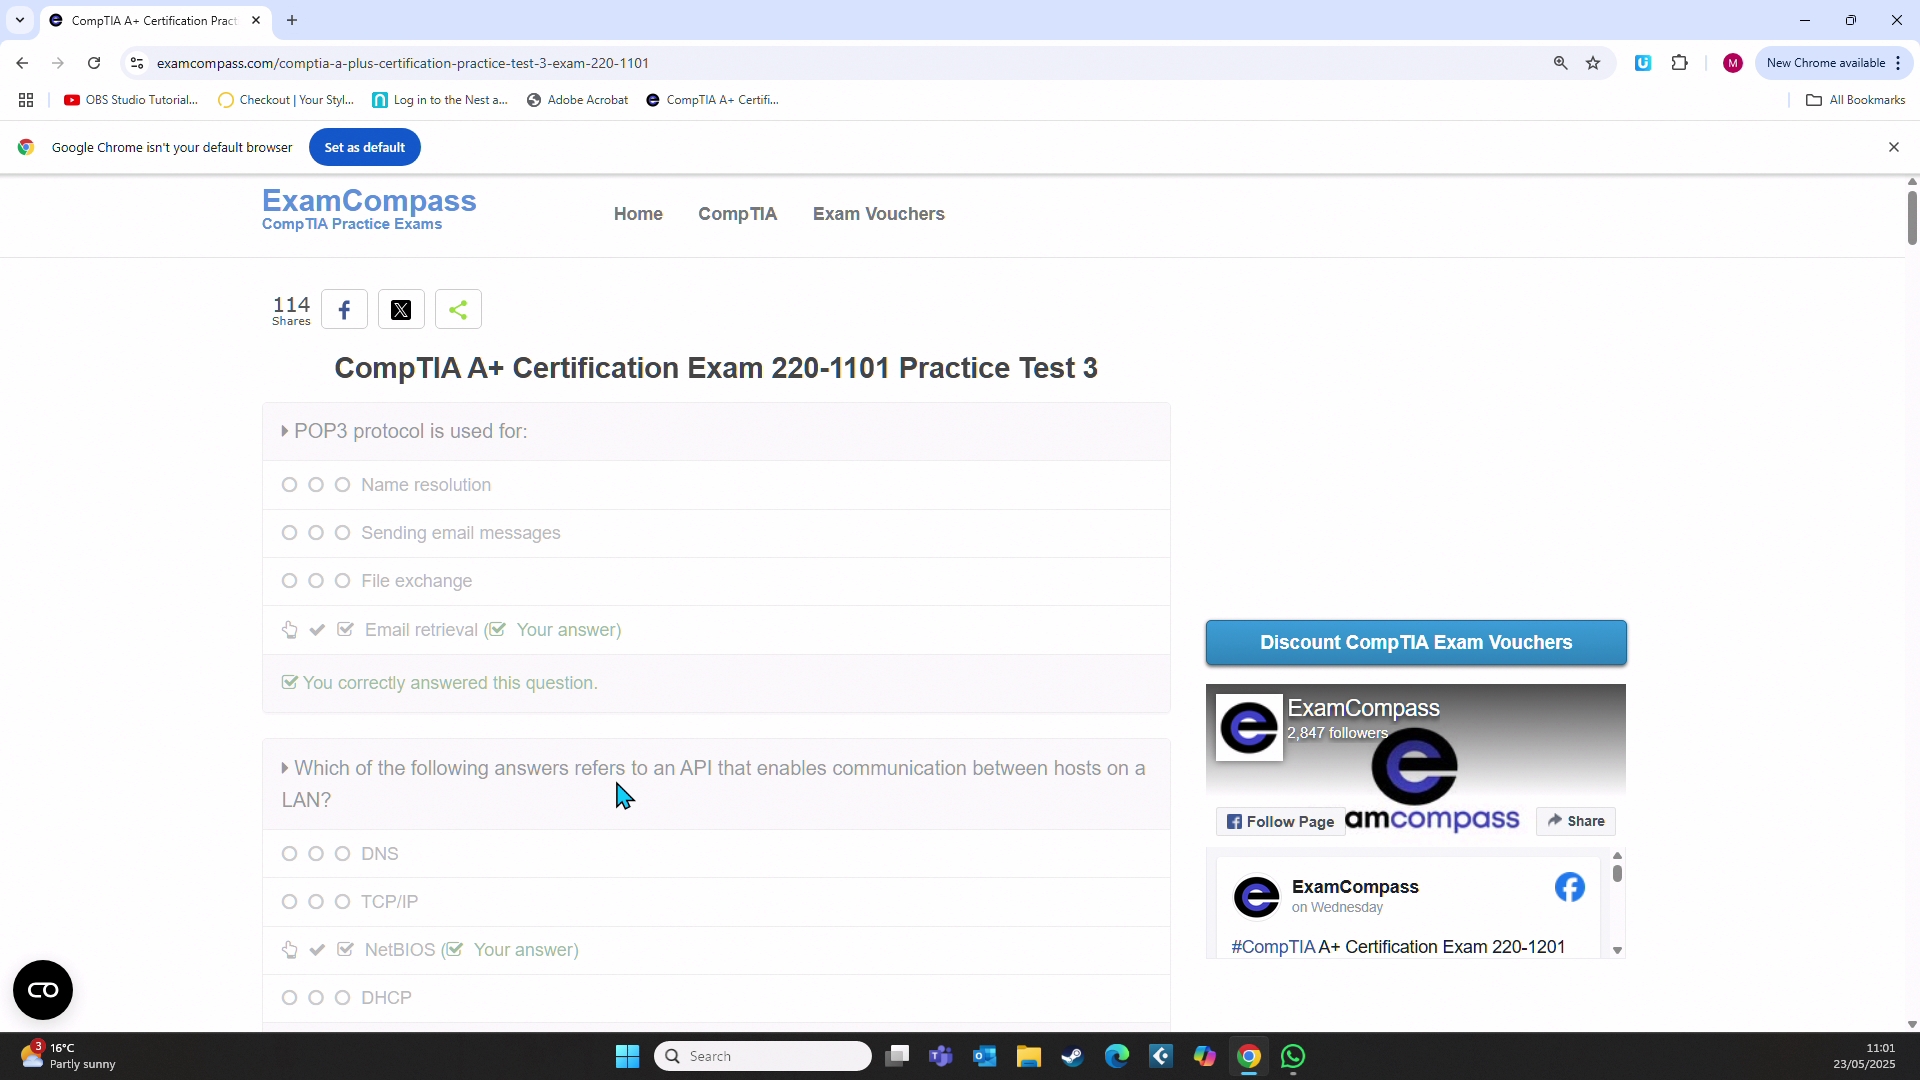 CompTIA A+ Certification Pract
examcompass.com/comptia-a-plus-certification-practice-test-3-exam-220-1101
M
New Chrome available
OBS Studio Tutorial...
Checkout | Your Styl...
Log in to the Nest a...
Adobe Acrobat
CompTIA A+ Certifi...
All Bookmarks
Google Chrome isn't your default browser
Set as default
ExamCompass
CompTIA Practice Exams
Home
CompTIA
Exam Vouchers
114
Shares
CompTIA A+ Certification Exam 220-1101 Practice Test 3
POP3 protocol is used for:
Name resolution
Sending email messages
File exchange
Email retrieval ( Your answer)
You correctly answered this question.
Which of the following answers refers to an API that enables communication between hosts on a
LAN?
DNS
TCP/IP
NetBIOS ( Your answer)
DHCP
Discount CompTIA Exam Vouchers
ExamCompass
2,847 followers
Follow Page
amcompass
Share
ExamCompass
on Wednesday
#CompTIA A+ Certification Exam 220-1201
3
16°C
Partly sunny
Search
11:01
23/05/2025